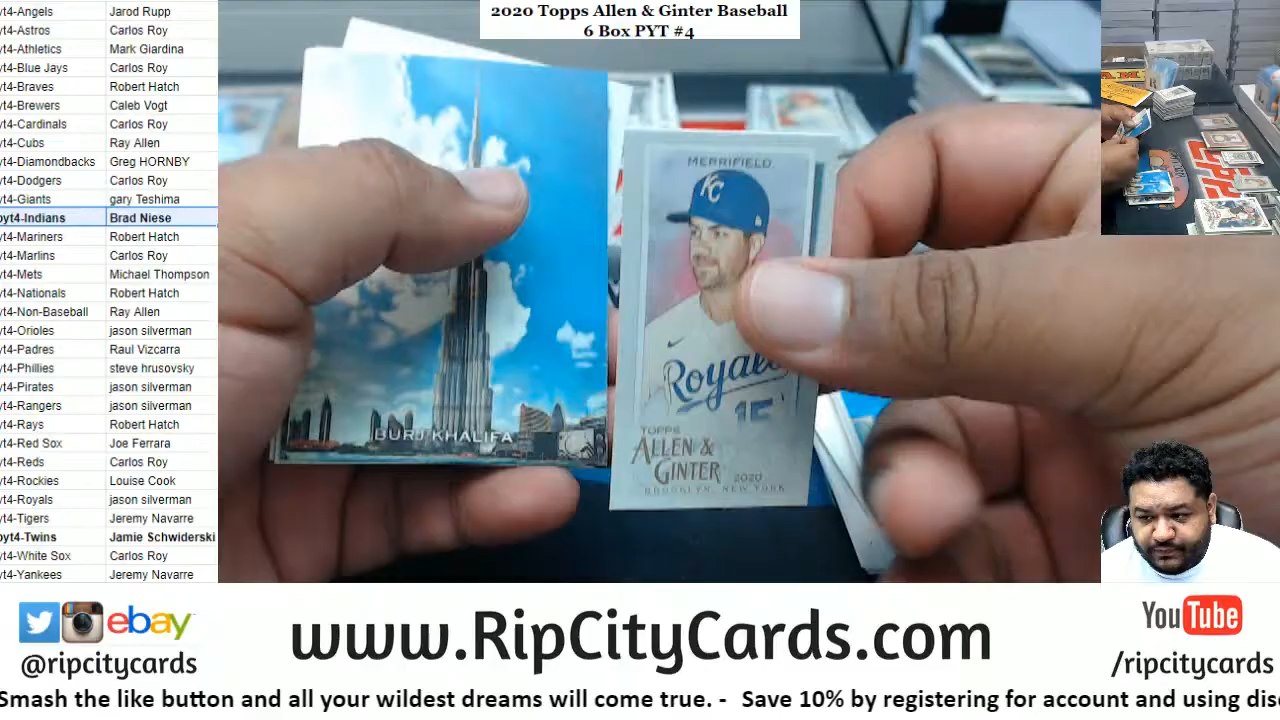 2020 Topps Allen & Ginter Baseball
6 Box PYT #4
yt4-Angels Jarod Rupp
yt4-Astros Carlos Roy
yt4-Athletics Mark Giardina
yt4-Blue Jays Carlos Roy
yt4-Braves Robert Hatch
yt4-Brewers Caleb Vogt
yt4-Cardinals Carlos Roy
yt4-Cubs Ray Allen
yt4-Diamondbacks Greg HORNBY
yt4-Dodgers Carlos Roy
yt4-Giants gary Teshima
pyt4-Indians Brad Niese
yt4-Mariners Robert Hatch
yt4-Marlins Carlos Roy
yt4-Mets Michael Thompson
yt4-Nationals Robert Hatch
yt4-Non-Baseball Ray Allen
yt4-Orioles jason silverman
yt4-Padres Raul Vizcarra
yt4-Phillies steve hrusovsky
yt4-Pirates jason silverman
yt4-Rangers jason silverman
yt4-Rays Robert Hatch
yt4-Red Sox Joe Ferrara
yt4-Reds Carlos Roy
yt4-Rockies Louise Cook
yt4-Royals jason silverman
yt4-Tigers Jeremy Navarre
pyt4-Twins Jamie Schwiderski
yt4-White Sox Carlos Roy
yt4-Yankees Jeremy Navarre
BURJ KHALIFA
MERRIFIELD
KC
Royals
15
TOPPS
ALLEN &
GINTER 2020
BROOKLYN, NEW YORK
ebay
@ripcitycards
www.RipCityCards.com
YouTube
/ripcitycards
Smash the like button and all your wildest dreams will come true. - Save 10% by registering for account and using dis